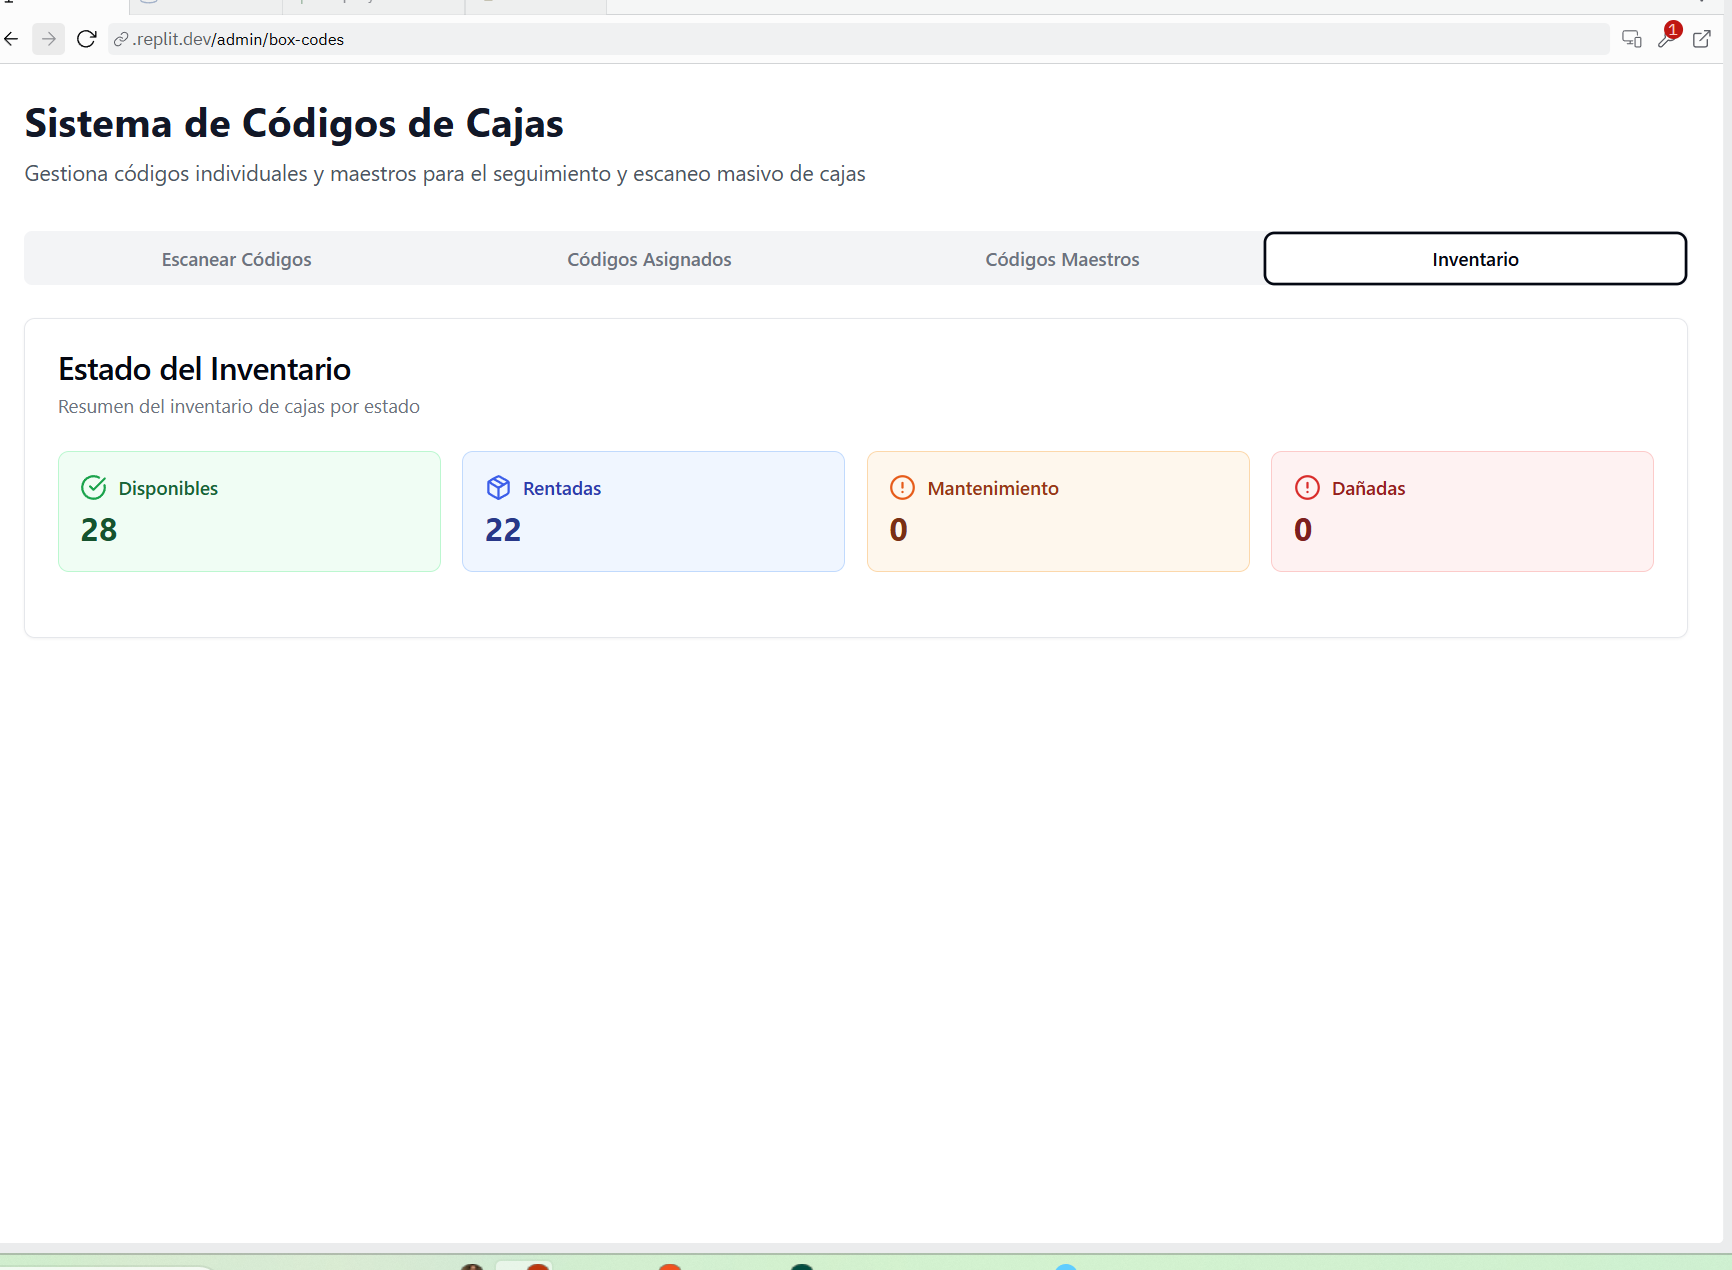 .replit.dev/admin/box-codes
1
Sistema de Códigos de Cajas
Gestiona códigos individuales y maestros para el seguimiento y escaneo masivo de cajas
Escanear Códigos
Códigos Asignados
Códigos Maestros
Inventario
Estado del Inventario
Resumen del inventario de cajas por estado
Disponibles
28
Rentadas
22
Mantenimiento
0
Dañadas
0